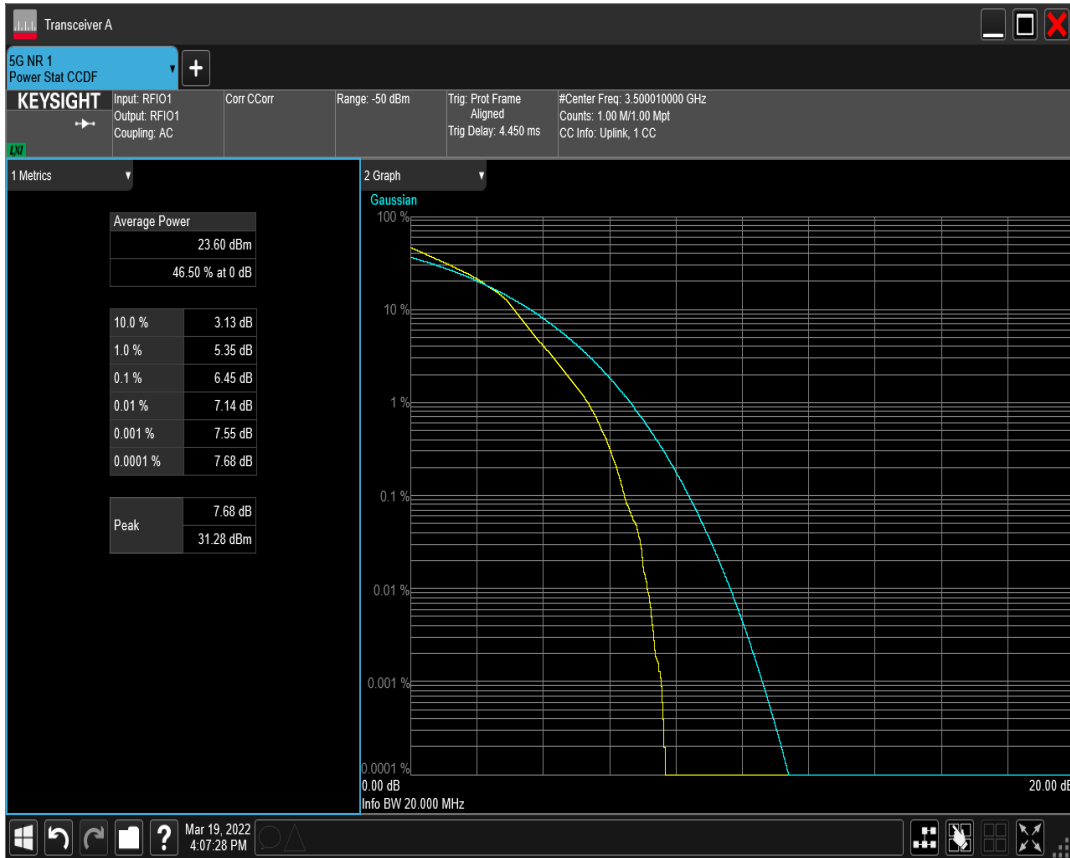 Transceiver A
5G NR 1
Power Stat CCDF
+
KEYSIGHT
LXI
Input: RFIO1
Output: RFIO1
Coupling: AC
Corr CCorr
Range: -50 dBm
Trig: Prot Frame
Aligned
Trig Delay: 4.450 ms
#Center Freq: 3.500010000 GHz
Counts: 1.00 M/1.00 Mpt
CC Info: Uplink, 1 CC
1 Metrics
Average Power
23.60 dBm
46.50 % at 0 dB
10.0 % 3.13 dB
1.0 % 5.35 dB
0.1 % 6.45 dB
0.01 % 7.14 dB
0.001 % 7.55 dB
0.0001 % 7.68 dB
Peak
7.68 dB
31.28 dBm
2 Graph
Gaussian
100 %
10 %
1 %
0.1 %
0.01 %
0.001 %
0.0001 %
0.00 dB 20.00 dB
Info BW 20.000 MHz
?
Mar 19, 2022
4:07:28 PM